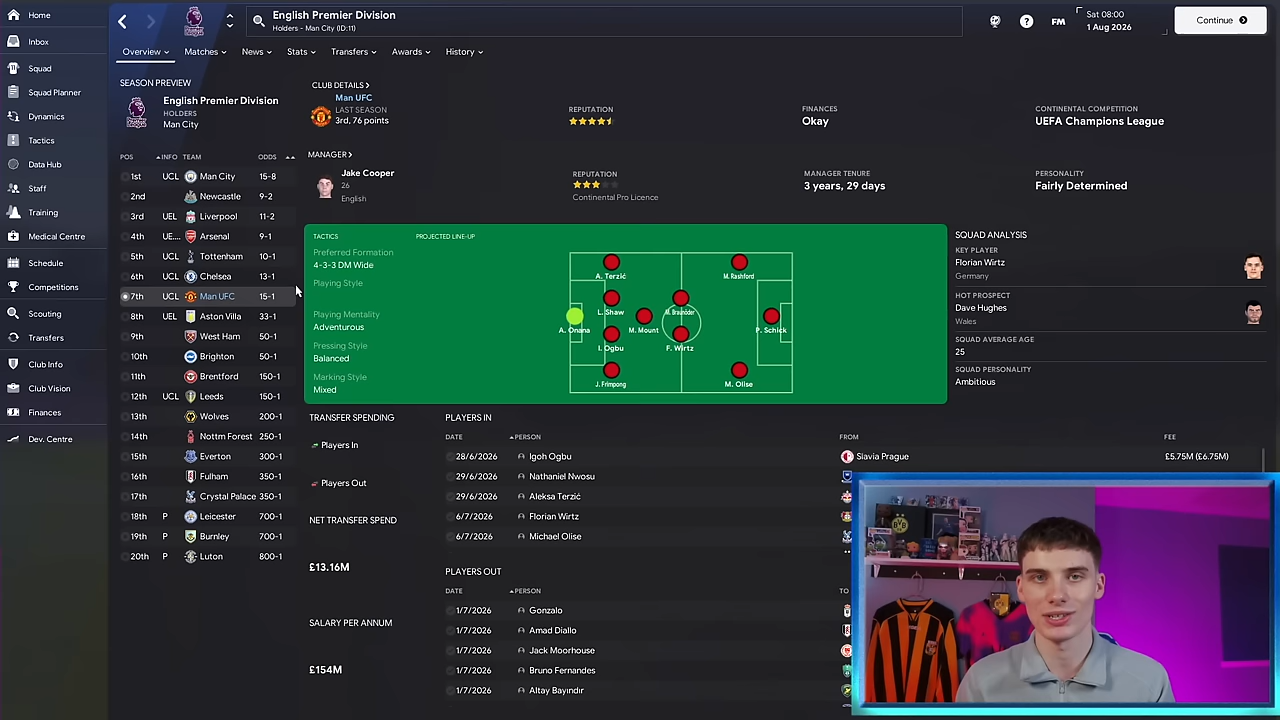 Home
English Premier Division
Holders - Man City (ID:11)
FM
Sat 08:00
1 Aug 2026
Continue
Inbox
Squad
Squad Planner
Dynamics
Tactics
Data Hub
Staff
Training
Medical Centre
Schedule
Competitions
Scouting
Transfers
Club Info
Club Vision
Finances
Dev. Centre
Overview
Matches
News
Stats
Transfers
Awards
History
SEASON PREVIEW
English Premier Division
HOLDERS
Man City
POS INFO TEAM ODDS
1st UCL Man City 15-8
2nd UCL Newcastle 9-2
3rd UEL Liverpool 11-2
4th UE... Arsenal 9-1
5th UCL Tottenham 10-1
6th UCL Chelsea 13-1
7th UCL Man UFC 15-1
8th UEL Aston Villa 33-1
9th West Ham 50-1
10th Brighton 50-1
11th Brentford 150-1
12th UCL Leeds 150-1
13th Wolves 200-1
14th Nottm Forest 250-1
15th Everton 300-1
16th Fulham 350-1
17th Crystal Palace 350-1
18th P Leicester 700-1
19th P Burnley 700-1
20th P Luton 800-1
CLUB DETAILS
Man UFC
LAST SEASON
3rd, 76 points
REPUTATION
FINANCES
Okay
CONTINENTAL COMPETITION
UEFA Champions League
MANAGER
Jake Cooper
26
English
REPUTATION
Continental Pro Licence
MANAGER TENURE
3 years, 29 days
PERSONALITY
Fairly Determined
TACTICS
PROJECTED LINE-UP
Preferred Formation
4-3-3 DM Wide
Playing Style
Playing Mentality
Adventurous
Pressing Style
Balanced
Marking Style
Mixed
A. Terzić
M. Rashford
L. Shaw
M. Braunöder
A. Onana
M. Mount
P. Schick
I. Ogbu
F. Wirtz
J. Frimpong
M. Olise
SQUAD ANALYSIS
KEY PLAYER
Florian Wirtz
Germany
HOT PROSPECT
Dave Hughes
Wales
SQUAD AVERAGE AGE
25
SQUAD PERSONALITY
Ambitious
TRANSFER SPENDING
Players In
Players Out
NET TRANSFER SPEND
£13.16M
SALARY PER ANNUM
£154M
PLAYERS IN
DATE PERSON FROM FEE
28/6/2026 Igoh Ogbu Slavia Prague £5.75M (£6.75M)
29/6/2026 Nathaniel Nwosu
29/6/2026 Aleksa Terzić
6/7/2026 Florian Wirtz
6/7/2026 Michael Olise
PLAYERS OUT
DATE PERSON TO
1/7/2026 Gonzalo
1/7/2026 Amad Diallo
1/7/2026 Jack Moorhouse
1/7/2026 Bruno Fernandes
1/7/2026 Altay Bayındır